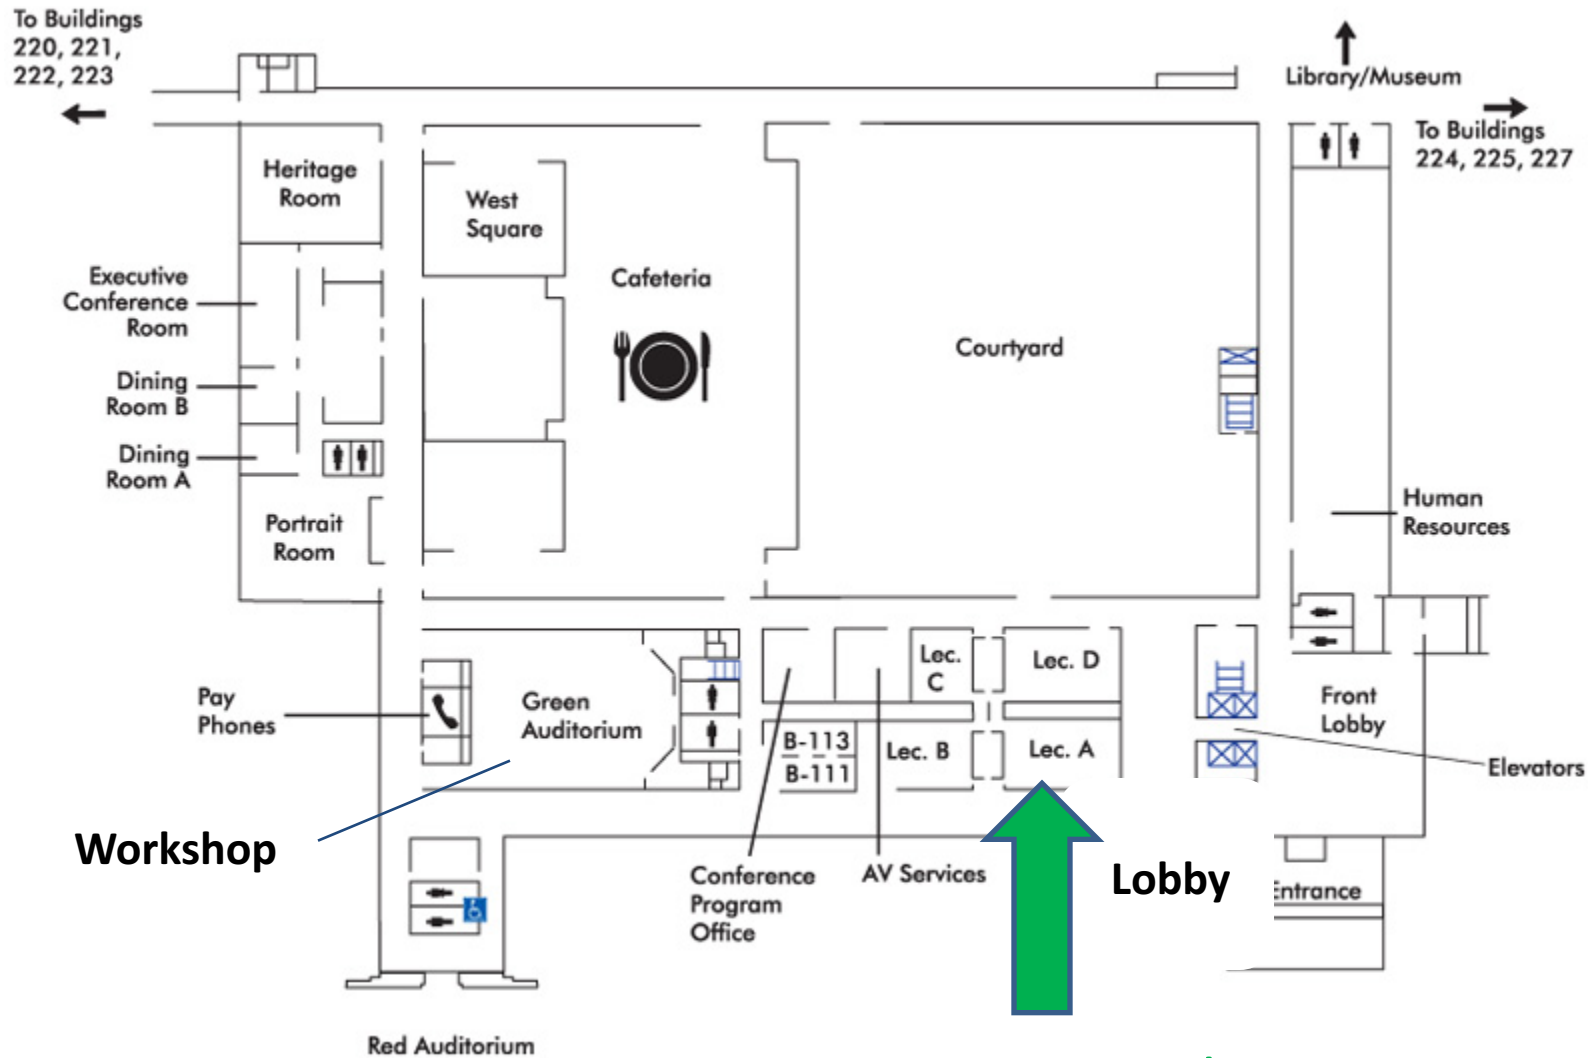 To Buildings
220, 221,
222, 223
Library/Museum
To Buildings
224, 225, 227
Heritage
Room
West
Square
Executive
Conference
Room
Cafeteria
Courtyard
Dining
Room B
Dining
Room A
Portrait
Room
Human
Resources
Lec.
C
Lec. D
Pay
Phones
Green
Auditorium
Front
Lobby
B-113
B-111
Lec. B
Lec. A
Elevators
Workshop
Conference
Program
Office
AV Services
Lobby
Entrance
Red Auditorium